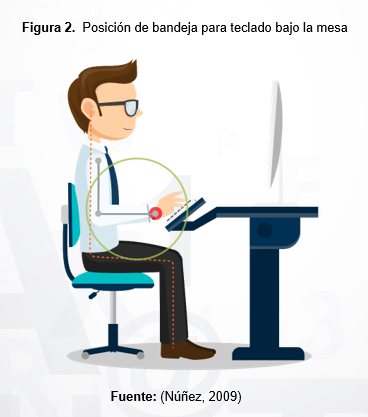 Figura 2. Posición de bandeja para teclado bajo la mesa
Fuente: (Núñez, 2009)